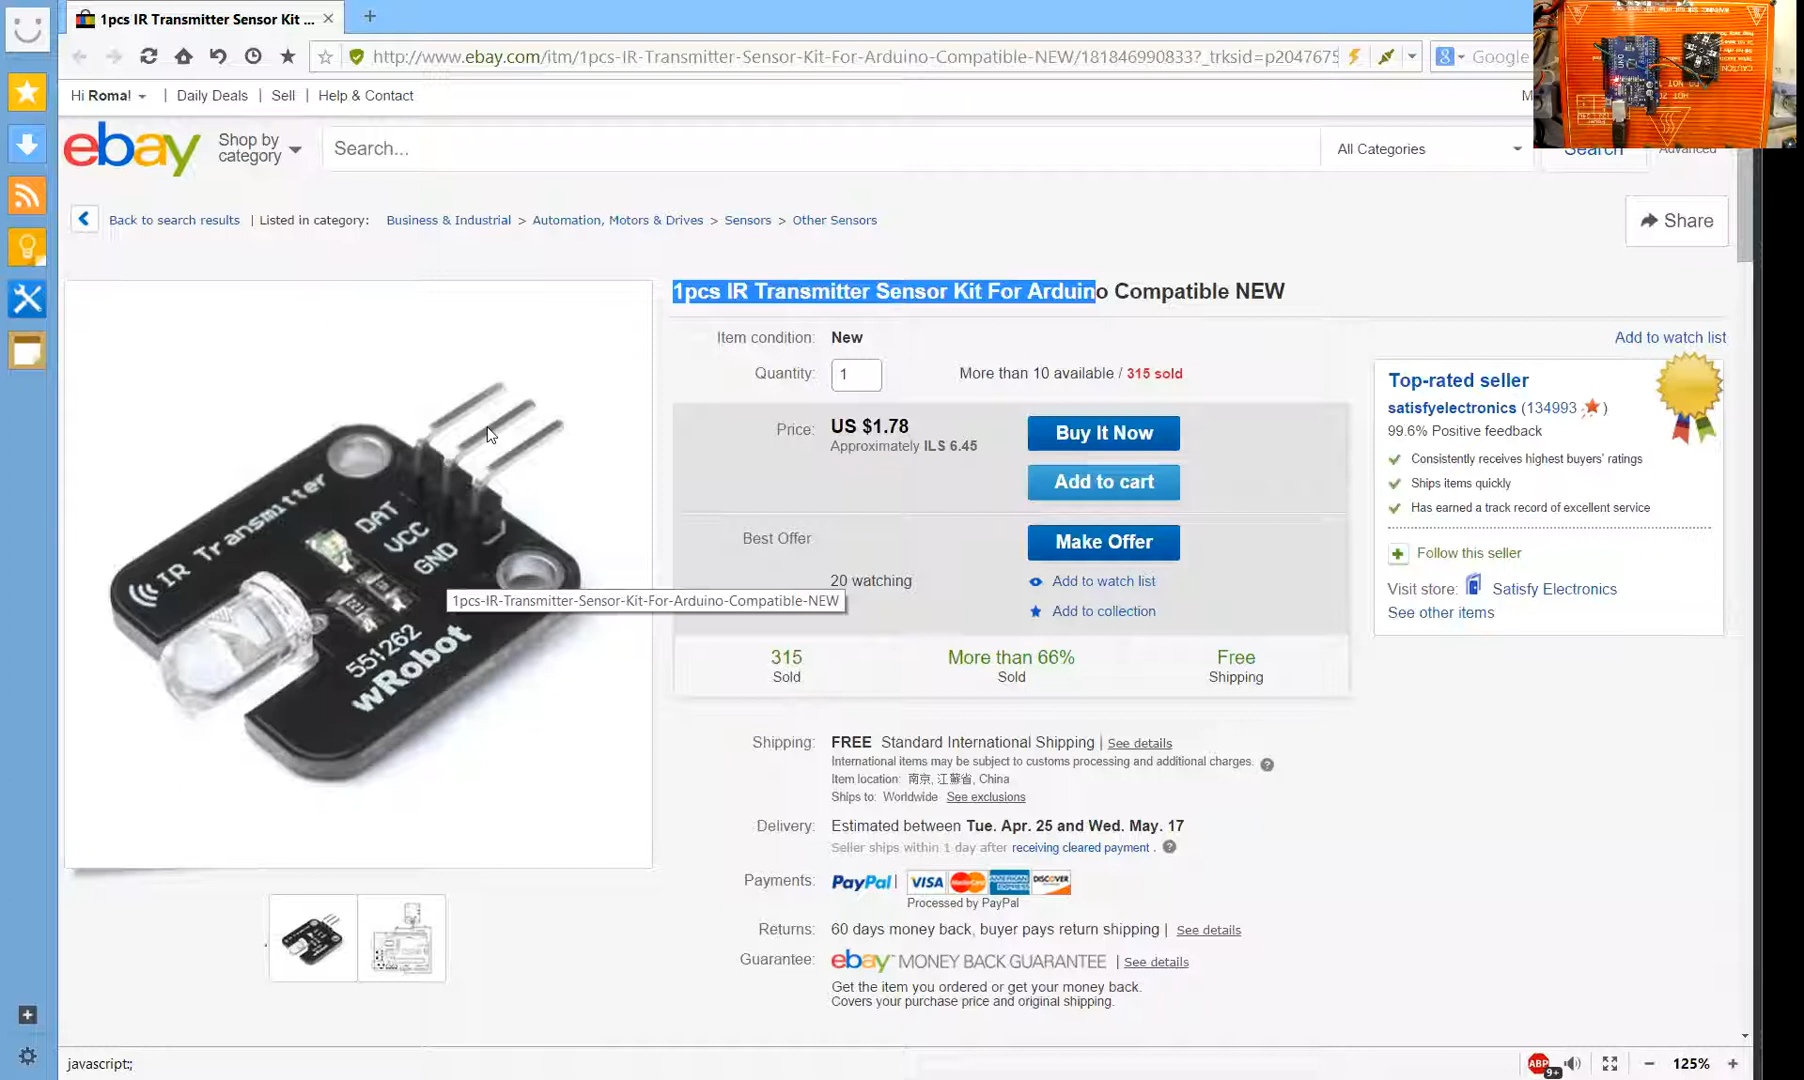 1pcs IR Transmitter Sensor Kit ...
http://www.ebay.com/itm/1pcs-IR-Transmitter-Sensor-Kit-For-Arduino-Compatible-NEW/181846990833?_trksid=p2047675
Google
Hi Roma!
Daily Deals
Sell
Help & Contact
ebay
Shop by
category
Search...
All Categories
Search
Advanced
Back to search results
Listed in category:
Business & Industrial > Automation, Motors & Drives > Sensors > Other Sensors
Share
1pcs IR Transmitter Sensor Kit For Arduino Compatible NEW
Item condition: New
Add to watch list
Quantity: 1
More than 10 available / 315 sold
Price: US $1.78
Approximately ILS 6.45
Buy It Now
Add to cart
Best Offer
Make Offer
20 watching
Add to watch list
Add to collection
315
Sold
More than 66%
Sold
Free
Shipping
Top-rated seller
satisfyelectronics (134993)
99.6% Positive feedback
Consistently receives highest buyers' ratings
Ships items quickly
Has earned a track record of excellent service
Follow this seller
Visit store: Satisfy Electronics
See other items
IR Transmitter
DAT
VCC
GND
551262
wRobot
1pcs-IR-Transmitter-Sensor-Kit-For-Arduino-Compatible-NEW
Shipping: FREE Standard International Shipping | See details
International items may be subject to customs processing and additional charges.
Item location: 南京, 江苏省, China
Ships to: Worldwide See exclusions
Delivery: Estimated between Tue. Apr. 25 and Wed. May. 17
Seller ships within 1 day after receiving cleared payment .
Payments: PayPal | VISA MasterCard AMERICAN EXPRESS DISCOVER
Processed by PayPal
Returns: 60 days money back, buyer pays return shipping | See details
Guarantee: ebay MONEY BACK GUARANTEE | See details
Get the item you ordered or get your money back.
Covers your purchase price and original shipping.
javascript:;
ABP
9+
125%